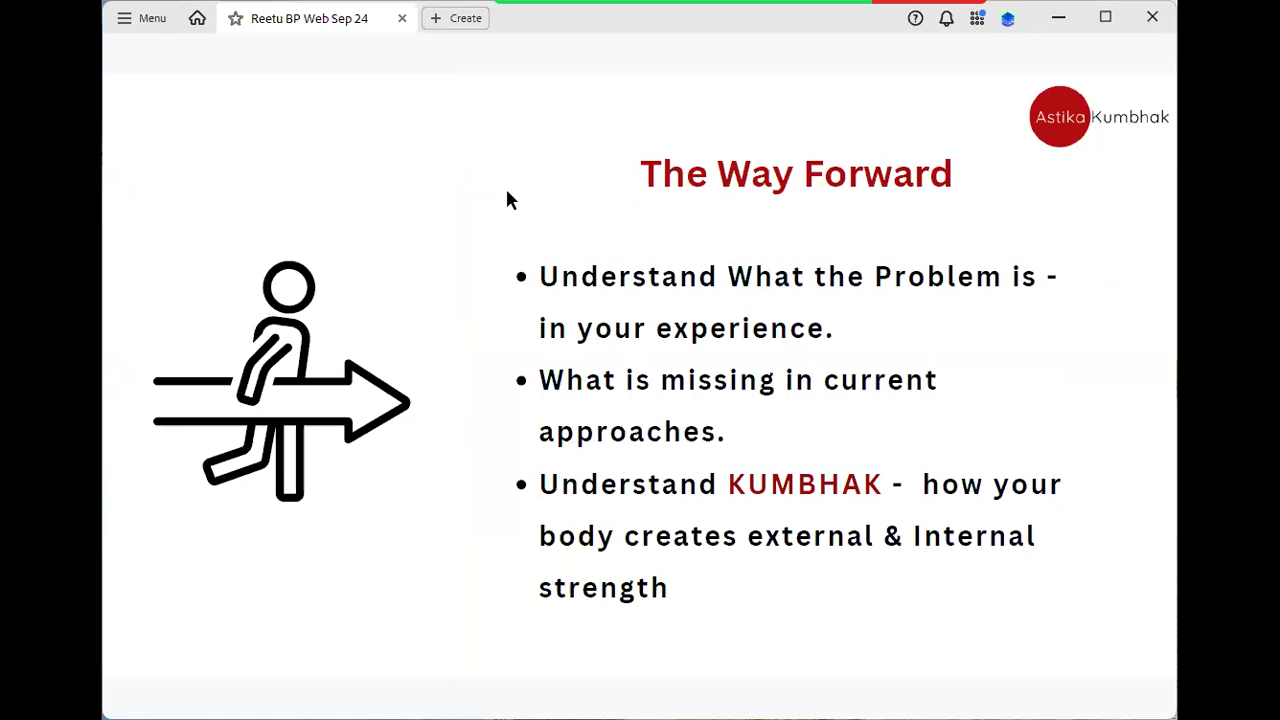 Menu
Reetu BP Web Sep 24
Create
Astika Kumbhak
The Way Forward
• Understand What the Problem is -
in your experience.
• What is missing in current
approaches.
• Understand KUMBHAK - how your
body creates external & Internal
strength